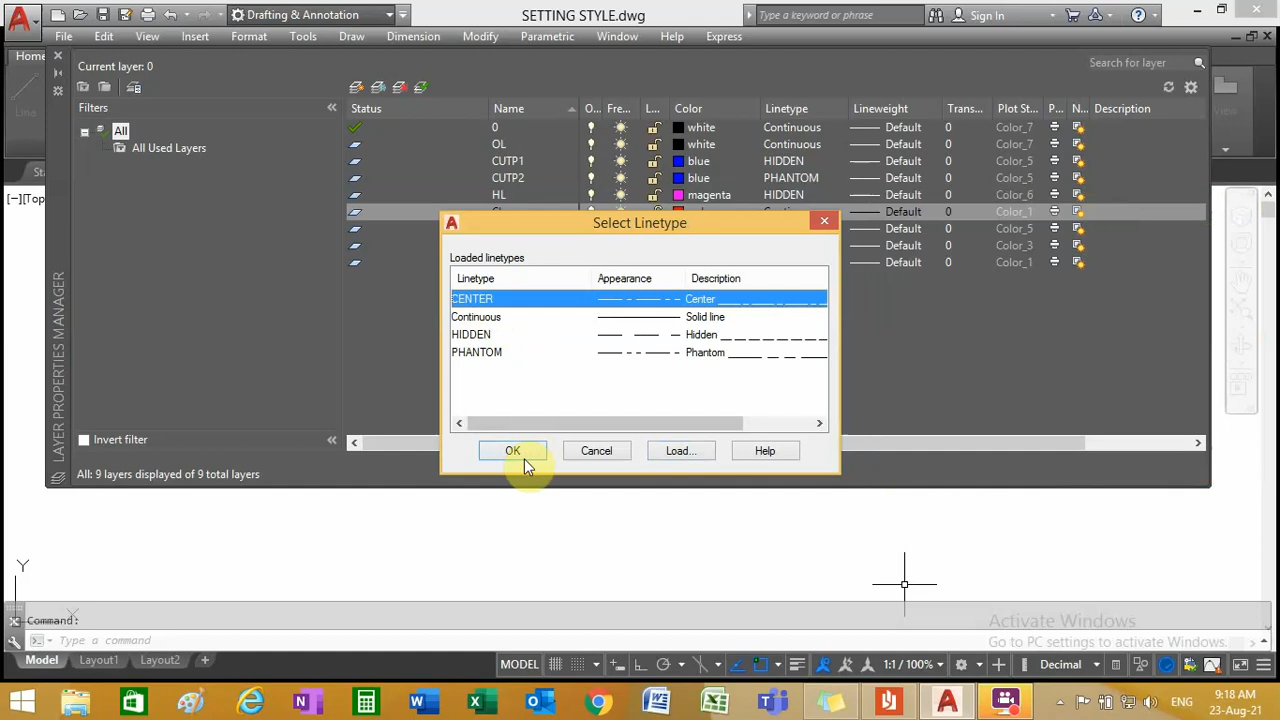 Drafting & Annotation
SETTING STYLE.dwg
Type a keyword or phrase
Sign In
File Edit View Insert Format Tools Draw Dimension Modify Parametric Window Help Express
Home
Current layer: 0
Search for layer
Line
View
Filters
Status Name O.. Fre... L... Color Linetype Lineweight Trans... Plot St... P... N... Description
All
All Used Layers
0 white Continuous Default 0 Color_7
OL white Continuous Default 0 Color_7
CUTP1 blue HIDDEN Default 0 Color_5
CUTP2 blue PHANTOM Default 0 Color_5
HL magenta HIDDEN Default 0 Color_6
Default 0 Color_1
Default 0 Color_5
Default 0 Color_3
Default 0 Color_1
[−][Top
Select Linetype
Loaded linetypes
Linetype Appearance Description
CENTER Center
Continuous Solid line
HIDDEN Hidden
PHANTOM Phantom
OK Cancel Load... Help
Invert filter
All: 9 layers displayed of 9 total layers
LAYER PROPERTIES MANAGER
Y
X
Command:
Type a command
Activate Windows
Go to PC settings to activate Windows.
Model Layout1 Layout2 +
MODEL 1:1 / 100% Decimal
ENG
9:18 AM
23-Aug-21